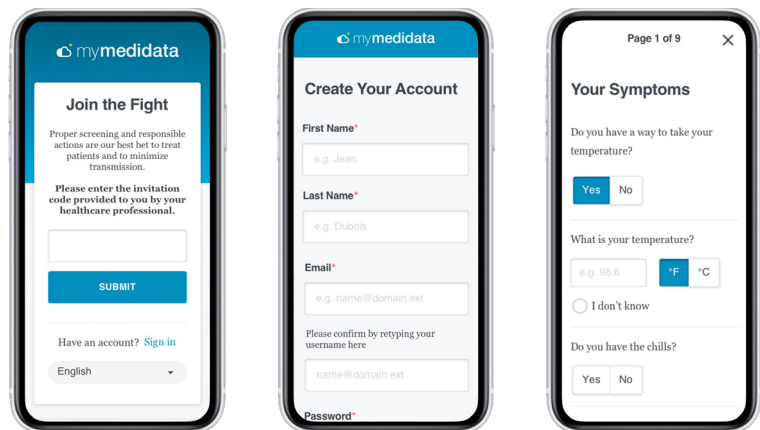 mymedidata
Join the Fight
Proper screening and responsible
actions are our best bet to treat
patients and to minimize
transmission.
Please enter the invitation
code provided to you by your
healthcare professional.
SUBMIT
Have an account? Sign in
English
mymedidata
Create Your Account
First Name*
e.g. Jean
Last Name*
e.g. Dubois
Email*
e.g. name@domain.ext
Please confirm by retyping your
username here
name@domain.ext
Password*
Page 1 of 9
Your Symptoms
Do you have a way to take your
temperature?
Yes No
What is your temperature?
e.g. 98.6 °F °C
I don't know
Do you have the chills?
Yes No